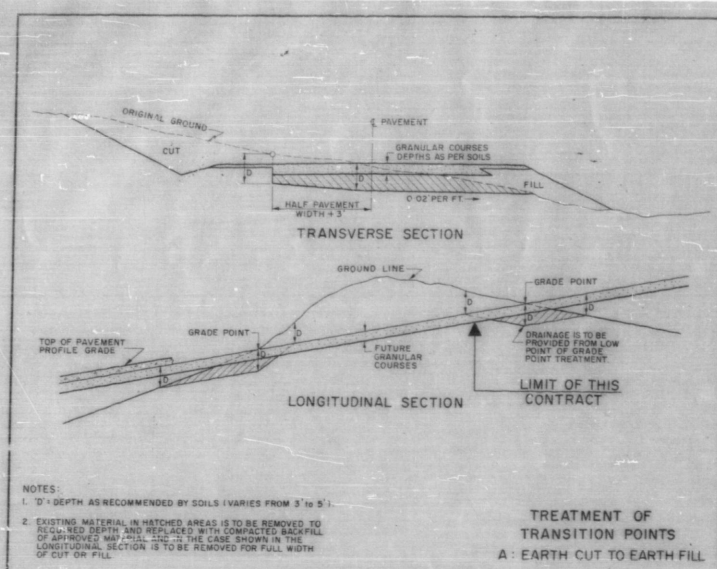 ORIGINAL GROUND
℄ PAVEMENT
CUT
GRANULAR COURSES
DEPTHS AS PER SOILS
D
D
FILL
HALF PAVEMENT
WIDTH + 3'
0.02 PER FT.
TRANSVERSE SECTION
GROUND LINE
D
GRADE POINT
D
D
D
GRADE POINT
D
TOP OF PAVEMENT
PROFILE GRADE
D
D
FUTURE
GRANULAR
COURSES
DRAINAGE IS TO BE
PROVIDED FROM LOW
POINT OF GRADE
POINT TREATMENT.
LIMIT OF THIS
CONTRACT
LONGITUDINAL SECTION
NOTES:
1. 'D': DEPTH AS RECOMMENDED BY SOILS (VARIES FROM 3' to 5').
2. EXISTING MATERIAL IN HATCHED AREAS IS TO BE REMOVED TO
REQUIRED DEPTH AND REPLACED WITH COMPACTED BACKFILL
OF APPROVED MATERIAL AND IN THE CASE SHOWN IN THE
LONGITUDINAL SECTION IS TO BE REMOVED FOR FULL WIDTH
OF CUT OR FILL
TREATMENT OF
TRANSITION POINTS
A: EARTH CUT TO EARTH FILL